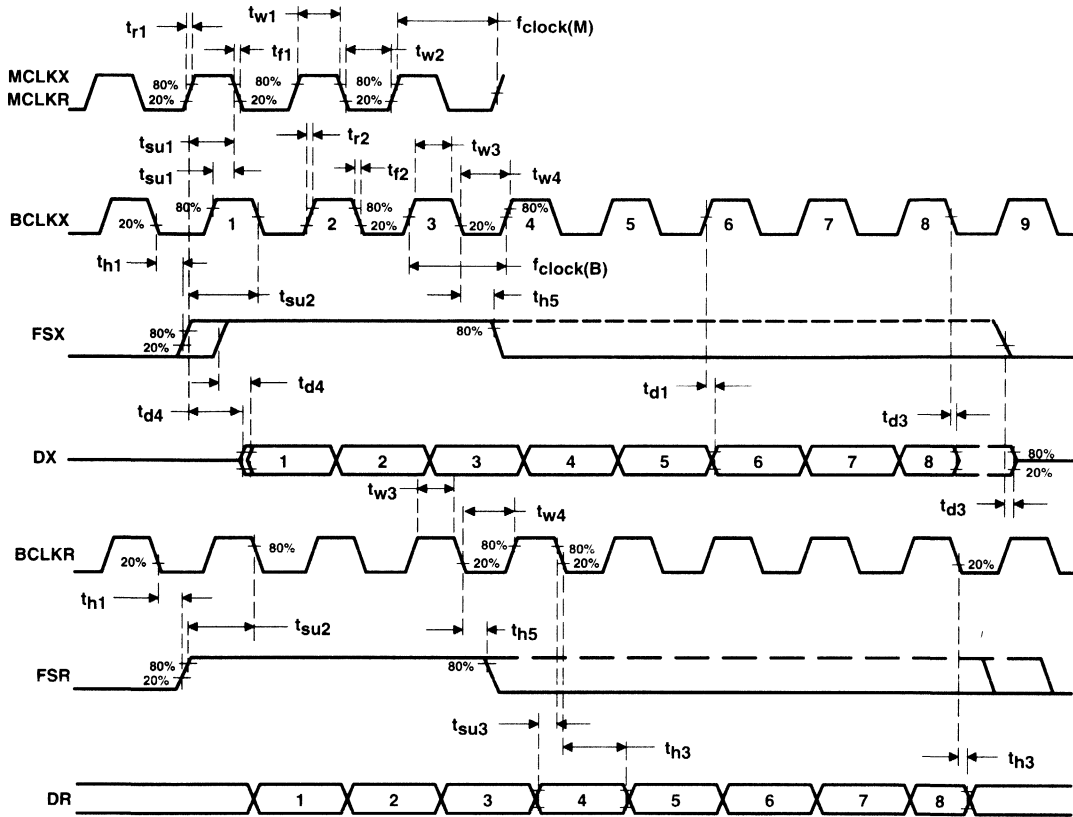 tw1
tr1 fclock(M)
tf1 tw2
MCLKX 80% 80% 80%
MCLKR 20% 20% 20%
tsu1 tr2
tw3
tsu1 tf2 tw4
80% 80% 80%
BCLKX 20% 1 2 20% 3 20% 4 5 6 7 8 9
th1 fclock(B)
tsu2 th5
FSX 80% 80%
20%
td4 td1
td4 td3
DX 1 2 3 4 5 6 7 8 80%
20%
tw3 tw4 td3
BCLKR 80% 80% 80%
20% 20% 20% 20%
th1
tsu2 th5
FSR 80% 80%
20%
tsu3 th3 th3
DR 1 2 3 4 5 6 7 8